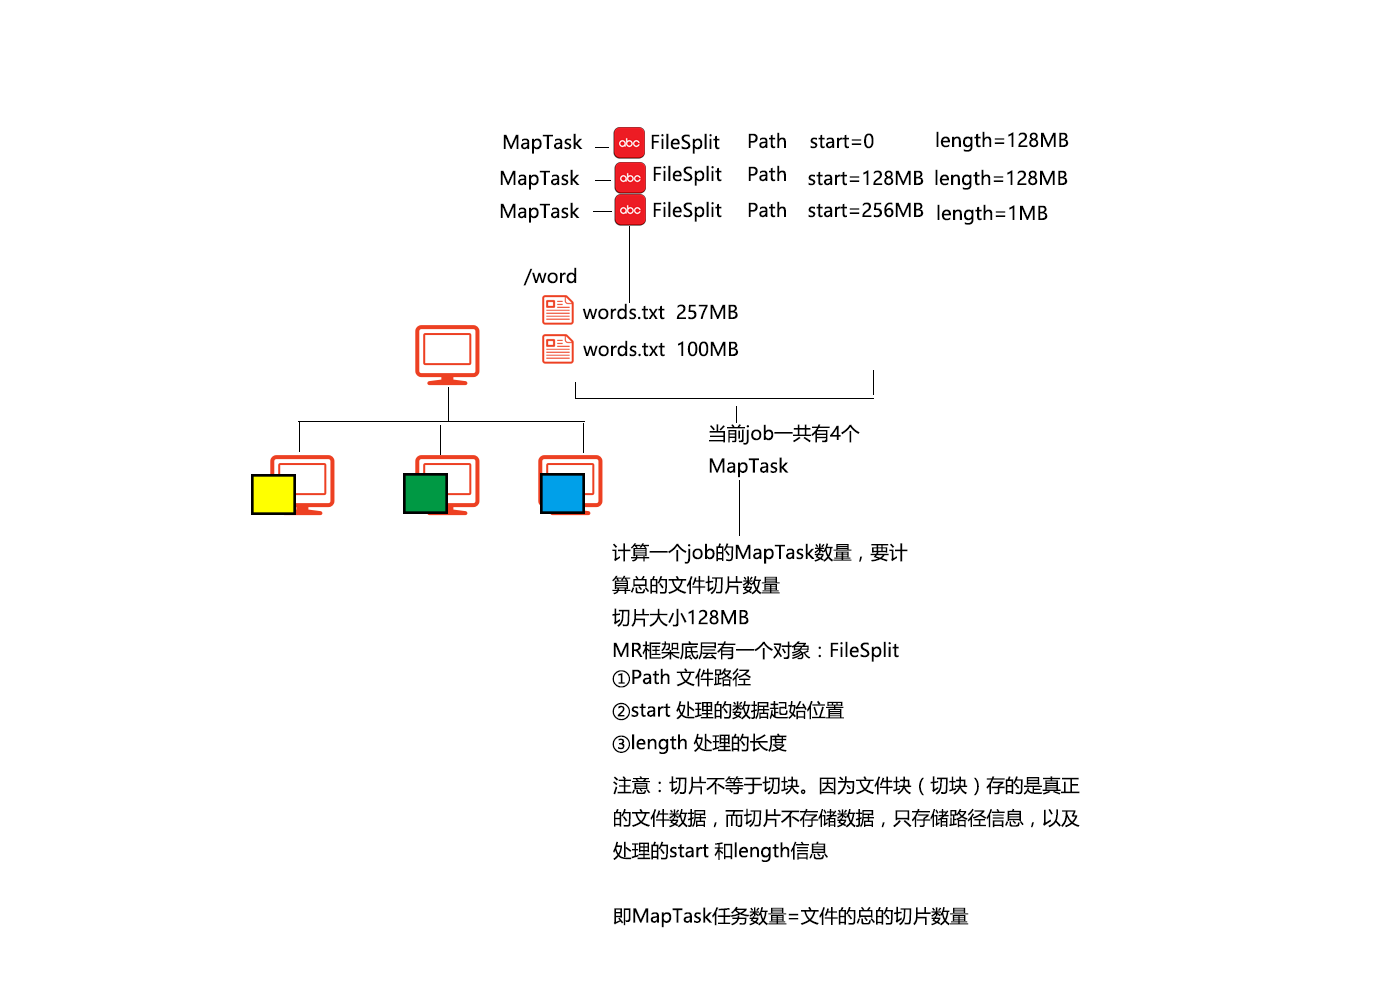 MapTask abc FileSplit Path start=0 length=128MB
MapTask abc FileSplit Path start=128MB length=128MB
MapTask abc FileSplit Path start=256MB length=1MB
/word
words.txt 257MB
words.txt 100MB
当前job一共有4个
MapTask
计算一个job的MapTask数量，要计
算总的文件切片数量
切片大小128MB
MR框架底层有一个对象：FileSplit
①Path 文件路径
②start 处理的数据起始位置
③length 处理的长度
注意：切片不等于切块。因为文件块（切块）存的是真正
的文件数据，而切片不存储数据，只存储路径信息，以及
处理的start 和length信息
即MapTask任务数量=文件的总的切片数量